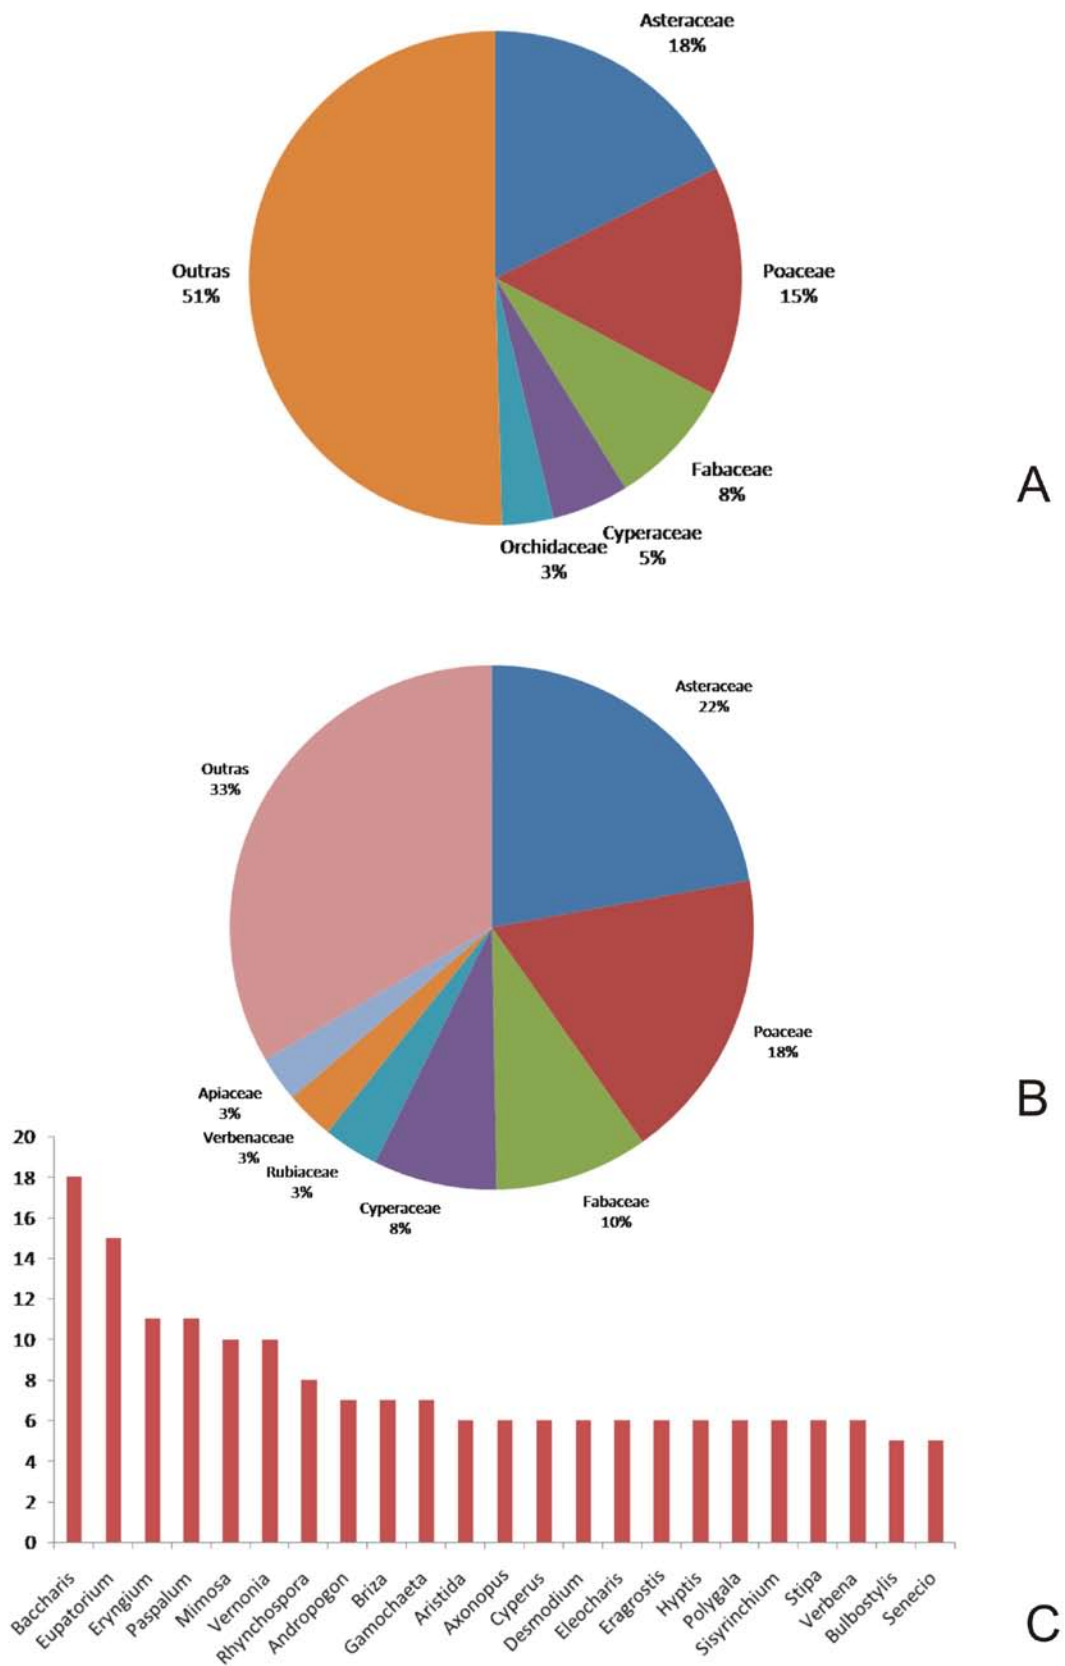 Asteraceae
18%
Outras
51%
Poaceae
15%
Fabaceae
8%
Cyperaceae
5%
Orchidaceae
3%
A
Asteraceae
22%
Outras
33%
Poaceae
18%
Apiaceae
3%
Verbenaceae
3%
Rubiaceae
3%
Cyperaceae
8%
Fabaceae
10%
B
20
18
16
14
12
10
8
6
4
2
0
Baccharis
Eupatorium
Eryngium
Paspalum
Mimosa
Vernonia
Rhynchospora
Andropogon
Briza
Gamochaeta
Aristida
Axonopus
Cyperus
Desmodium
Eleocharis
Eragrostis
Hyptis
Polygala
Sisyrinchium
Stipa
Verbena
Bulbostylis
Senecio
C